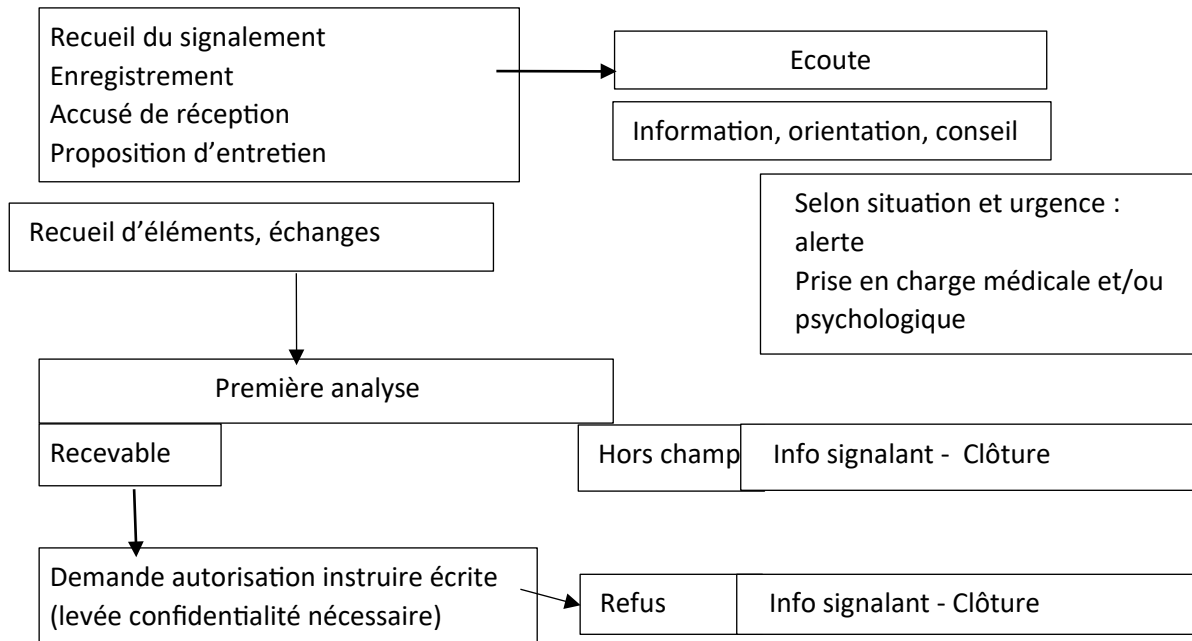 Recueil du signalement
Enregistrement
Accusé de réception
Proposition d’entretien
Ecoute
Information, orientation, conseil
Selon situation et urgence :
alerte
Prise en charge médicale et/ou
psychologique
Recueil d’éléments, échanges
Première analyse
Recevable
Hors champ
Info signalant - Clôture
Demande autorisation instruire écrite
(levée confidentialité nécessaire)
Refus
Info signalant - Clôture